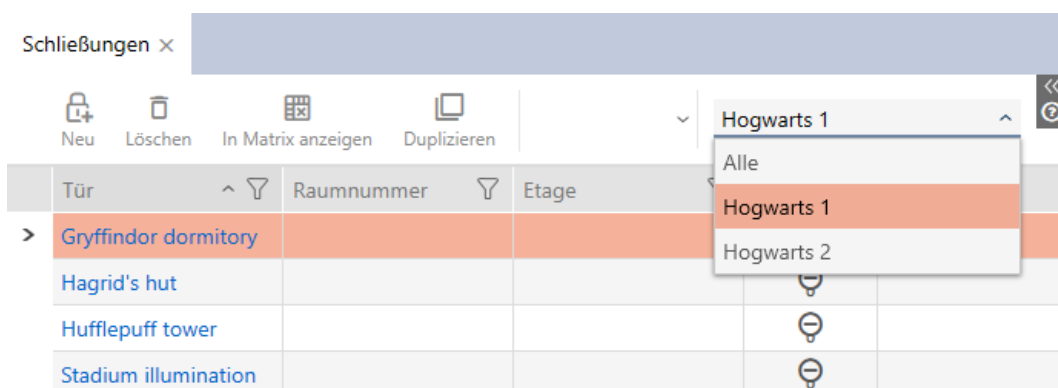 Schließungen
Neu Löschen In Matrix anzeigen Duplizieren
Hogwarts 1
Alle
Hogwarts 1
Hogwarts 2
Tür Raumnummer Etage
Gryffindor dormitory
Hagrid's hut
Hufflepuff tower
Stadium illumination